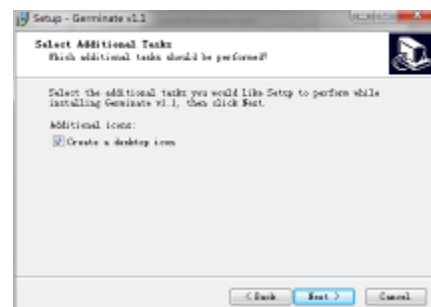 Setup - Germinate v1.1
Select Additional Tasks
Which additional tasks should be performed?
Select the additional tasks you would like Setup to perform while
installing Germinate v1.1, then click Next.
Additional icons:
Create a desktop icon
< Back
Next >
Cancel